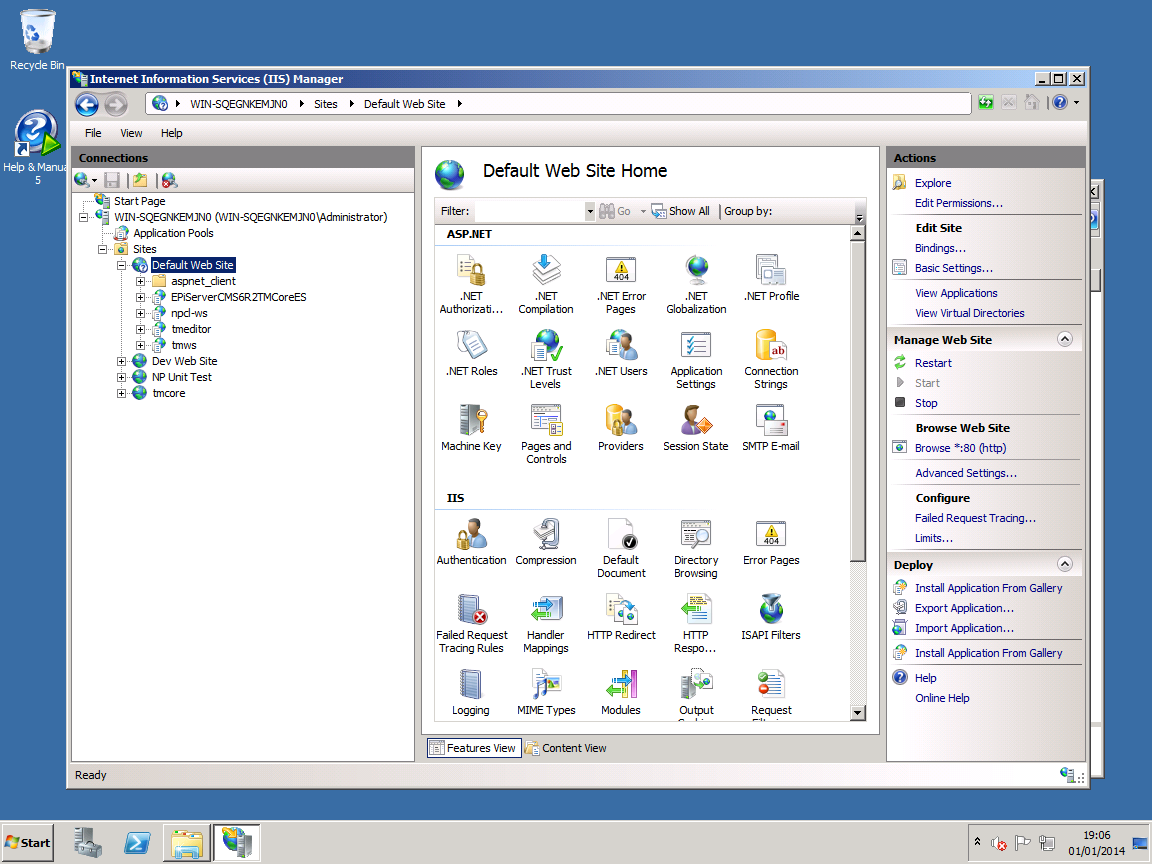 Recycle Bin
Help & Manua
5
Internet Information Services (IIS) Manager
WIN-SQEGNKEMJN0
Sites
Default Web Site
File
View
Help
Connections
Start Page
WIN-SQEGNKEMJN0 (WIN-SQEGNKEMJN0\Administrator)
Application Pools
Sites
Default Web Site
aspnet_client
EPiServerCMS6R2TMCoreES
npcl-ws
tmeditor
tmws
Dev Web Site
NP Unit Test
tmcore
Default Web Site Home
Filter:
Go
Show All
Group by:
ASP.NET
.NET Authorizati...
.NET Compilation
.NET Error Pages
.NET Globalization
.NET Profile
.NET Roles
.NET Trust Levels
.NET Users
Application Settings
Connection Strings
Machine Key
Pages and Controls
Providers
Session State
SMTP E-mail
IIS
Authentication
Compression
Default Document
Directory Browsing
Error Pages
Failed Request Tracing Rules
Handler Mappings
HTTP Redirect
HTTP Respo...
ISAPI Filters
Logging
MIME Types
Modules
Output
Request
Features View
Content View
Actions
Explore
Edit Permissions...
Edit Site
Bindings...
Basic Settings...
View Applications
View Virtual Directories
Manage Web Site
Restart
Start
Stop
Browse Web Site
Browse *:80 (http)
Advanced Settings...
Configure
Failed Request Tracing...
Limits...
Deploy
Install Application From Gallery
Export Application...
Import Application...
Install Application From Gallery
Help
Online Help
Ready
Start
19:06
01/01/2014